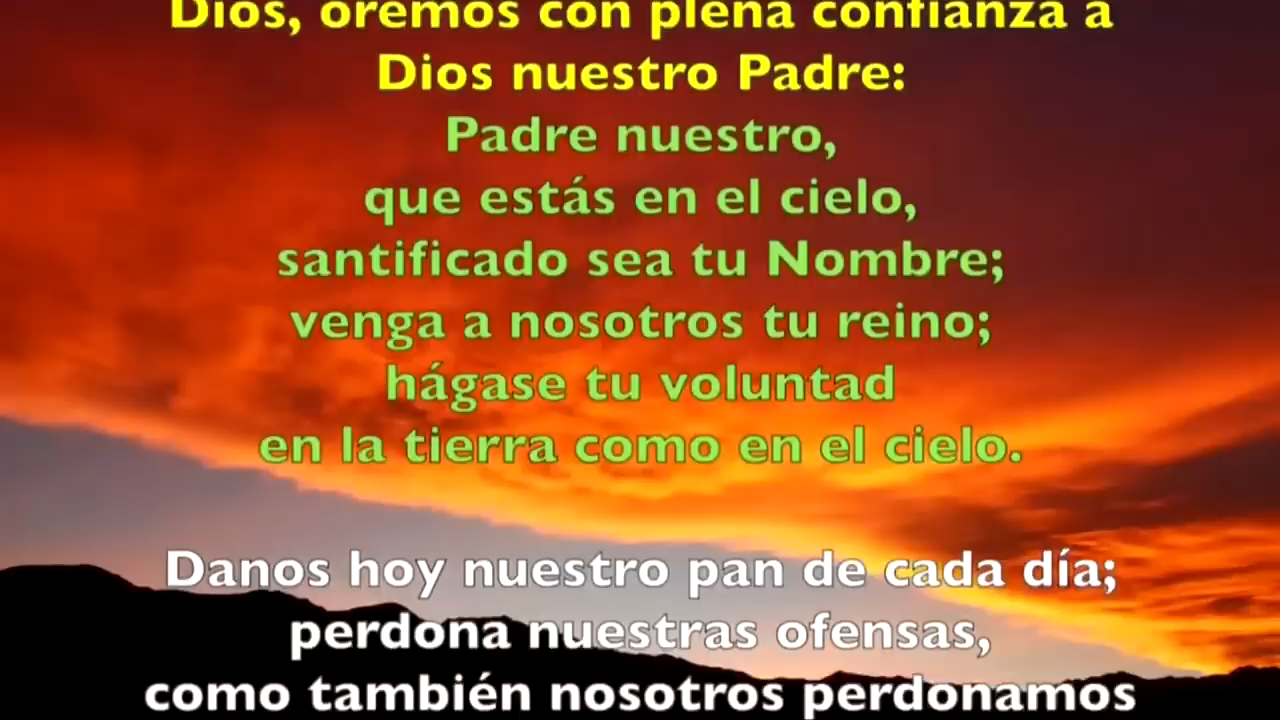 Dios, oremos con plena confianza a
Dios nuestro Padre:
Padre nuestro,
que estás en el cielo,
santificado sea tu Nombre;
venga a nosotros tu reino;
hágase tu voluntad
en la tierra como en el cielo.
Danos hoy nuestro pan de cada día;
perdona nuestras ofensas,
como también nosotros perdonamos